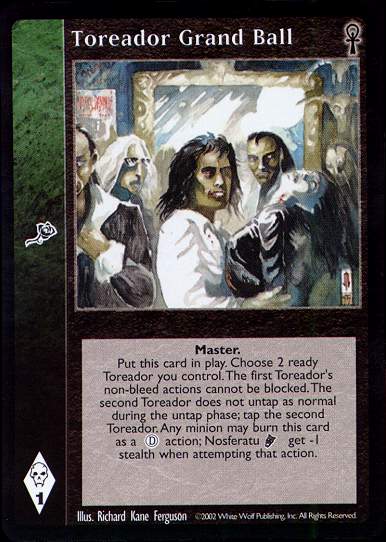 Toreador Grand Ball
Master.
Put this card in play. Choose 2 ready
Toreador you control. The first Toreador's
non-bleed actions cannot be blocked. The
second Toreador does not untap as normal
during the untap phase; tap the second
Toreador. Any minion may burn this card
as a D action; Nosferatu get -1
stealth when attempting that action.
1
Illus. Richard Kane Ferguson ©2002 White Wolf Publishing, Inc. All Rights Reserved.